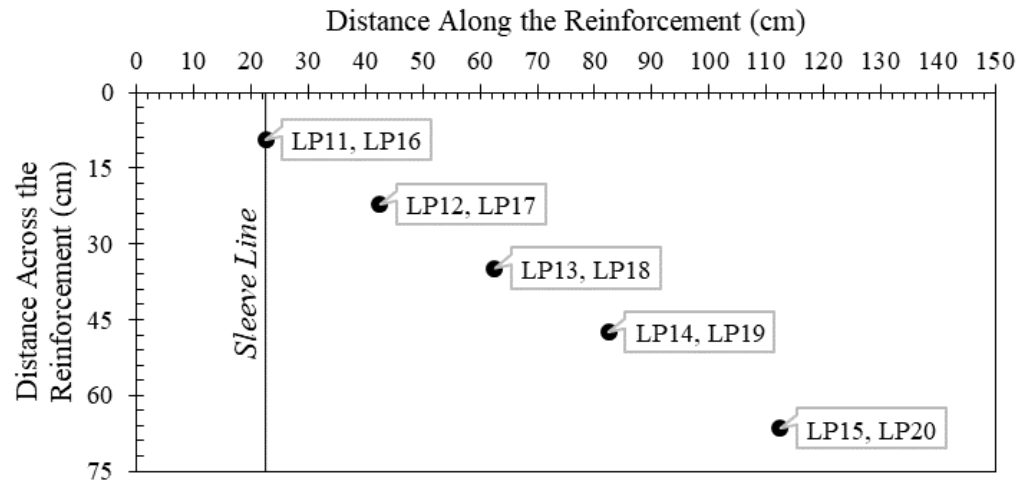 Distance Along the Reinforcement (cm)
0 10 20 30 40 50 60 70 80 90 100 110 120 130 140 150
Distance Across the
Reinforcement (cm)
0
15
30
45
60
75
Sleeve Line
LP11, LP16
LP12, LP17
LP13, LP18
LP14, LP19
LP15, LP20